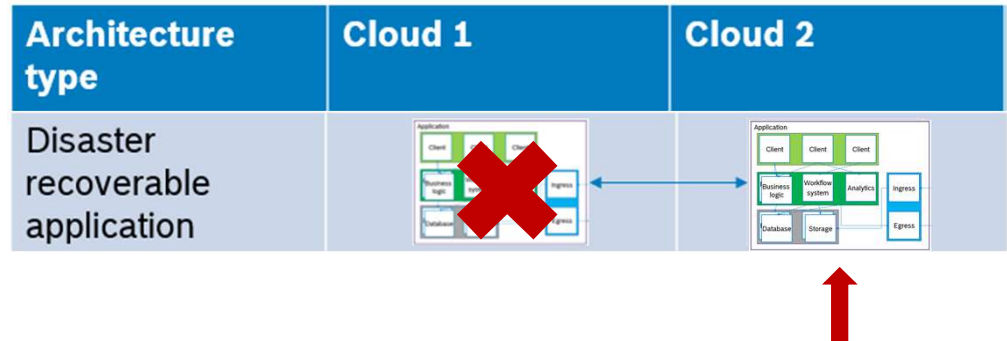 Architecture type
Cloud 1
Cloud 2
Disaster
recoverable
application
Application
Client
Business
logic
Ingress
Database
Egress
Application
Client
Client
Client
Business
logic
Workflow
system
Analytics
Ingress
Database
Storage
Egress